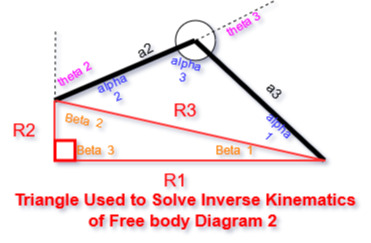 theta 3
a2
theta 2
alpha
2
alpha
3
a3
R3
alpha
1
R2
Beta 2
Beta 3
Beta 1
R1
Triangle Used to Solve Inverse Kinematics
of Free body Diagram 2